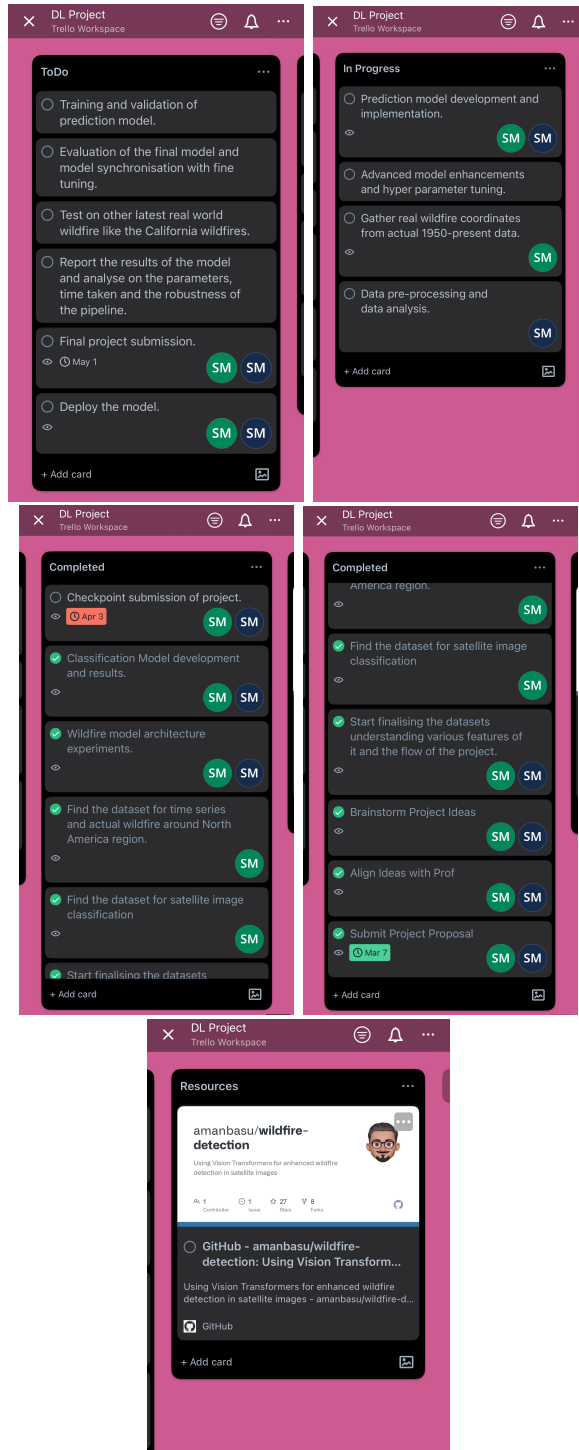 DL Project
Trello Workspace
ToDo
Training and validation of
prediction model.
Evaluation of the final model and
model synchronisation with fine
tuning.
Test on other latest real world
wildfire like the California wildfires.
Report the results of the model
and analyse on the parameters,
time taken and the robustness of
the pipeline.
Final project submission.
May 1
SM SM
Deploy the model.
SM SM
+ Add card
DL Project
Trello Workspace
In Progress
Prediction model development and
implementation.
SM SM
Advanced model enhancements
and hyper parameter tuning.
Gather real wildfire coordinates
from actual 1950-present data.
SM
Data pre-processing and
data analysis.
SM
+ Add card
DL Project
Trello Workspace
Completed
Checkpoint submission of project.
Apr 3
SM SM
Classification Model development
and results.
SM SM
Wildfire model architecture
experiments.
SM SM
Find the dataset for time series
and actual wildfire around North
America region.
SM
Find the dataset for satellite image
classification
SM
Start finalising the datasets
+ Add card
DL Project
Trello Workspace
Completed
America region.
SM
Find the dataset for satellite image
classification
SM
Start finalising the datasets
understanding various features of
it and the flow of the project.
SM SM
Brainstorm Project Ideas
SM SM
Align Ideas with Prof
SM SM
Submit Project Proposal
Mar 7
SM SM
+ Add card
DL Project
Trello Workspace
Resources
amanbasu/wildfire-
detection
Using Vision Transformers for enhanced wildfire
detection in satellite images
1 1 27 8
Contributor Issue Stars Forks
GitHub - amanbasu/wildfire-
detection: Using Vision Transform...
Using Vision Transformers for enhanced wildfire
detection in satellite images - amanbasu/wildfire-d...
GitHub
+ Add card